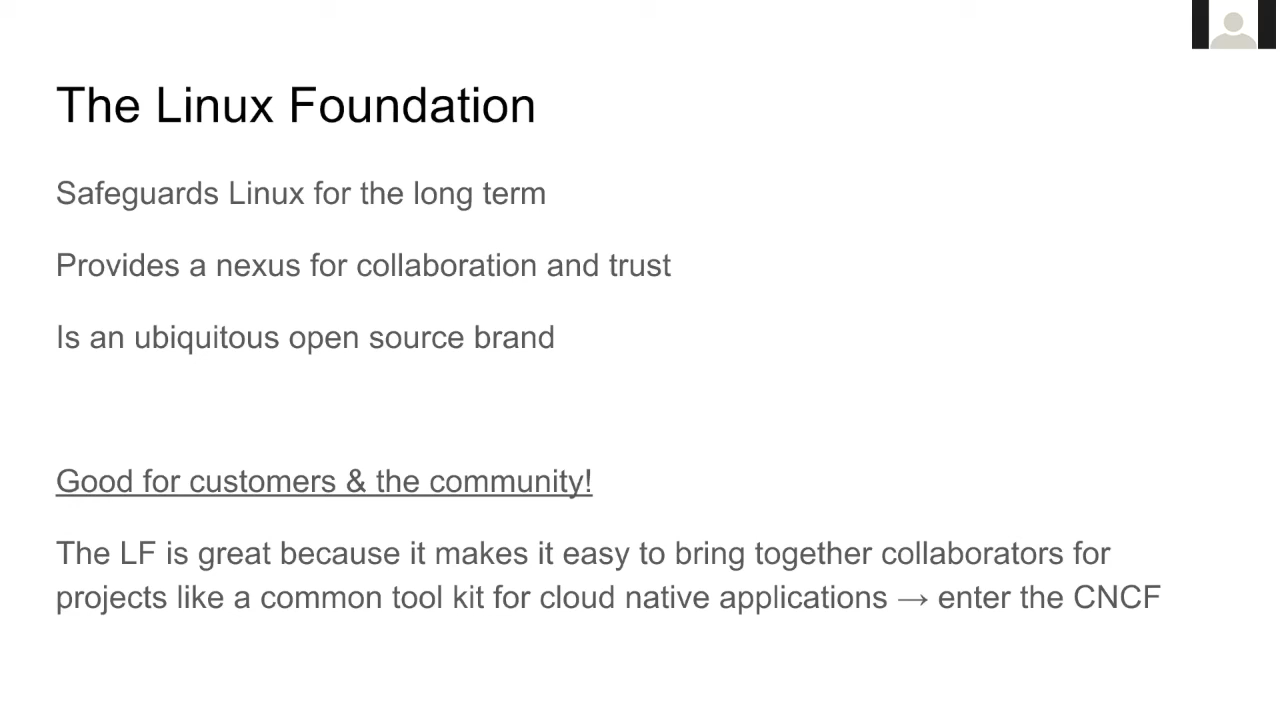 The Linux Foundation
Safeguards Linux for the long term
Provides a nexus for collaboration and trust
Is an ubiquitous open source brand
Good for customers & the community!
The LF is great because it makes it easy to bring together collaborators for
projects like a common tool kit for cloud native applications → enter the CNCF